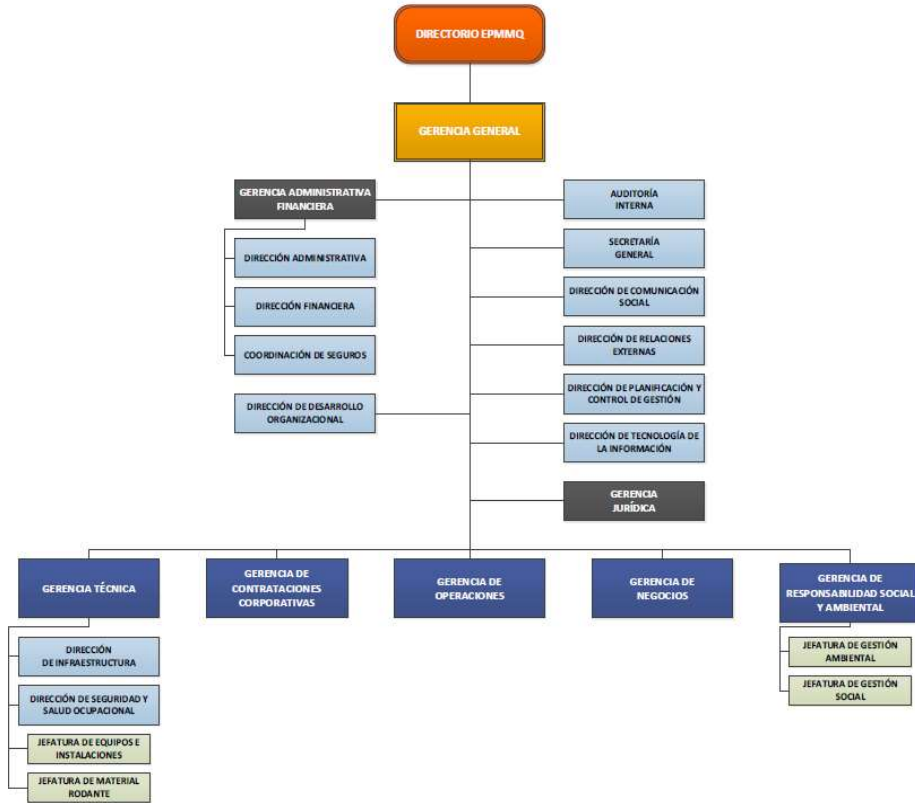 DIRECTORIO EPMMQ
GERENCIA GENERAL
GERENCIA ADMINISTRATIVA
FINANCIERA
DIRECCIÓN ADMINISTRATIVA
DIRECCIÓN FINANCIERA
COORDINACIÓN DE SEGUROS
DIRECCIÓN DE DESARROLLO
ORGANIZACIONAL
AUDITORÍA
INTERNA
SECRETARÍA
GENERAL
DIRECCIÓN DE COMUNICACIÓN
SOCIAL
DIRECCIÓN DE RELACIONES
EXTERNAS
DIRECCIÓN DE PLANIFICACIÓN Y
CONTROL DE GESTIÓN
DIRECCIÓN DE TECNOLOGÍA DE
LA INFORMACIÓN
GERENCIA
JURÍDICA
GERENCIA TÉCNICA
DIRECCIÓN
DE INFRAESTRUCTURA
DIRECCIÓN DE SEGURIDAD Y
SALUD OCUPACIONAL
JEFATURA DE EQUIPOS E
INSTALACIONES
JEFATURA DE MATERIAL
RODANTE
GERENCIA DE
CONTRATACIONES
CORPORATIVAS
GERENCIA DE
OPERACIONES
GERENCIA DE
NEGOCIOS
GERENCIA DE
RESPONSABILIDAD SOCIAL
Y AMBIENTAL
JEFATURA DE GESTIÓN
AMBIENTAL
JEFATURA DE GESTIÓN
SOCIAL